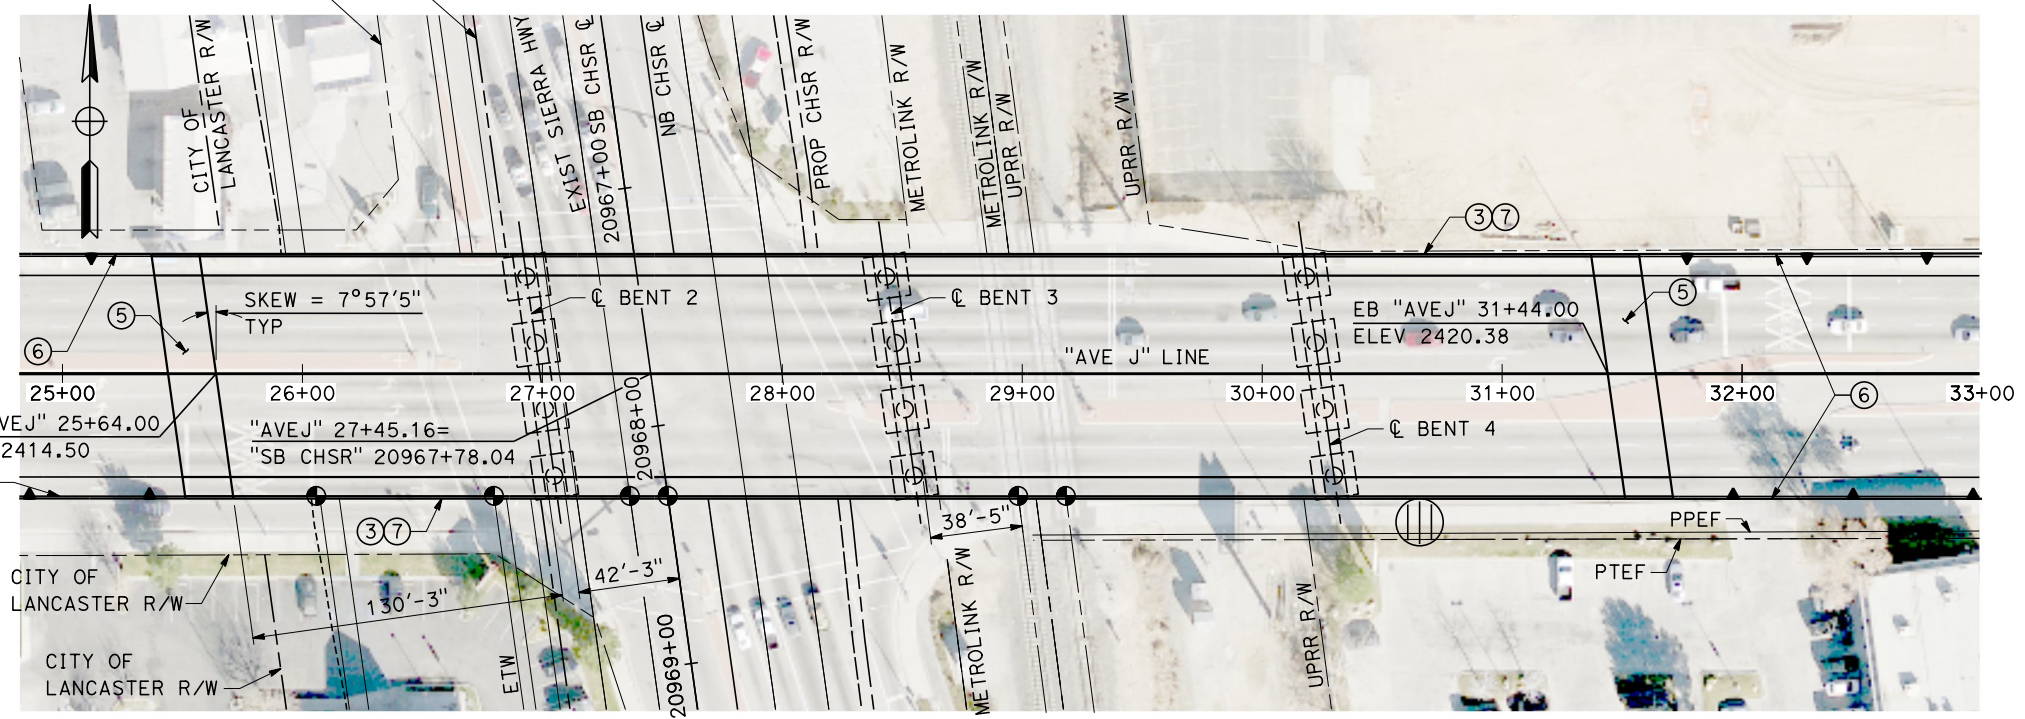 CITY OF
LANCASTER R/W
EXIST SIERRA HWY
20967+00
SB CHSR ℄
NB CHSR ℄
PROP CHSR R/W
METROLINK R/W
METROLINK R/W
UPRR R/W
UPRR R/W
3 7
SKEW = 7°57'5"
TYP
5
6
℄ BENT 2
℄ BENT 3
EB "AVEJ" 31+44.00
ELEV 2420.38
5
"AVE J" LINE
25+00 26+00 27+00 28+00 29+00 30+00 31+00 32+00 33+00
6
VEJ" 25+64.00
2414.50
"AVEJ" 27+45.16=
"SB CHSR" 20967+78.04
20968+00
℄ BENT 4
3 7
38'-5"
PPEF
PTEF
CITY OF
LANCASTER R/W
130'-3"
42'-3"
CITY OF
LANCASTER R/W
ETW
20969+00
METROLINK R/W
UPRR R/W